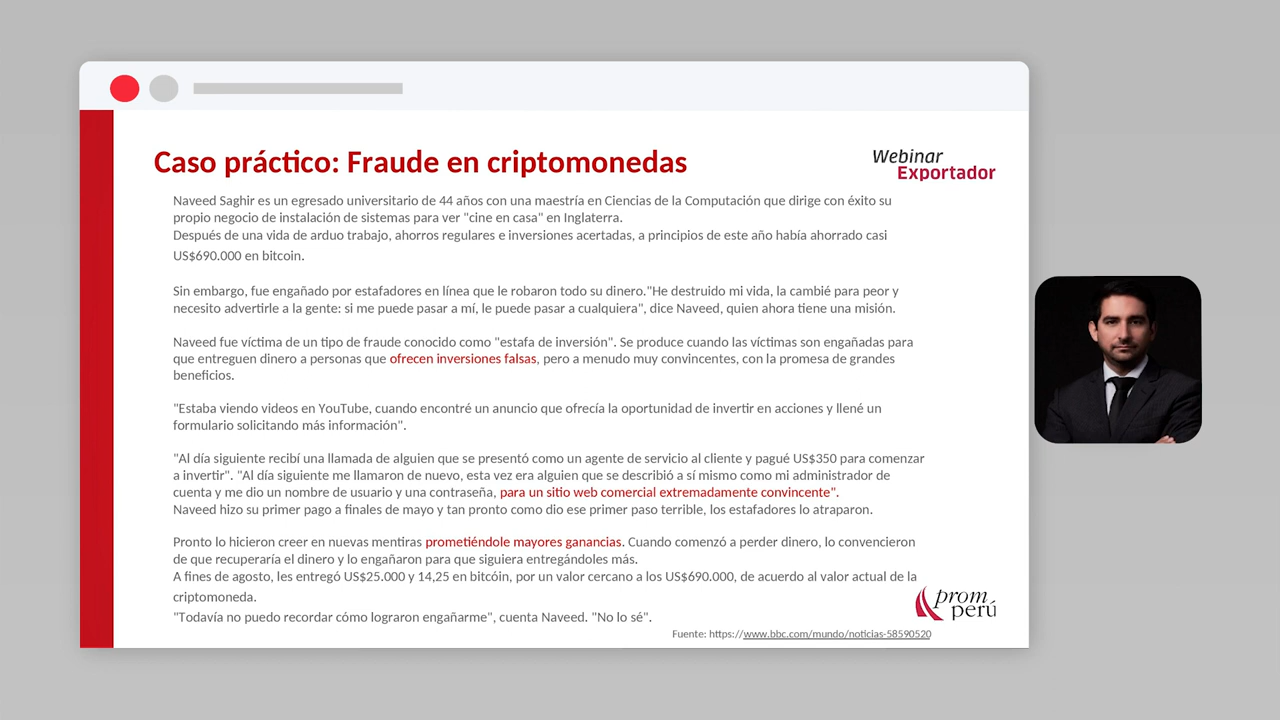 Caso práctico: Fraude en criptomonedas
Webinar
Exportador
Naveed Saghir es un egresado universitario de 44 años con una maestría en Ciencias de la Computación que dirige con éxito su
propio negocio de instalación de sistemas para ver "cine en casa" en Inglaterra.
Después de una vida de arduo trabajo, ahorros regulares e inversiones acertadas, a principios de este año había ahorrado casi
US$690.000 en bitcoin.
Sin embargo, fue engañado por estafadores en línea que le robaron todo su dinero."He destruido mi vida, la cambié para peor y
necesito advertirle a la gente: si me puede pasar a mí, le puede pasar a cualquiera", dice Naveed, quien ahora tiene una misión.
Naveed fue víctima de un tipo de fraude conocido como "estafa de inversión". Se produce cuando las víctimas son engañadas para
que entreguen dinero a personas que ofrecen inversiones falsas, pero a menudo muy convincentes, con la promesa de grandes
beneficios.
"Estaba viendo videos en YouTube, cuando encontré un anuncio que ofrecía la oportunidad de invertir en acciones y llené un
formulario solicitando más información".
"Al día siguiente recibí una llamada de alguien que se presentó como un agente de servicio al cliente y pagué US$350 para comenzar
a invertir". "Al día siguiente me llamaron de nuevo, esta vez era alguien que se describió a sí mismo como mi administrador de
cuenta y me dio un nombre de usuario y una contraseña, para un sitio web comercial extremadamente convincente".
Naveed hizo su primer pago a finales de mayo y tan pronto como dio ese primer paso terrible, los estafadores lo atraparon.
Pronto lo hicieron creer en nuevas mentiras prometiéndole mayores ganancias. Cuando comenzó a perder dinero, lo convencieron
de que recuperaría el dinero y lo engañaron para que siguiera entregándoles más.
A fines de agosto, les entregó US$25.000 y 14,25 en bitcóin, por un valor cercano a los US$690.000, de acuerdo al valor actual de la
criptomoneda.
"Todavía no puedo recordar cómo lograron engañarme", cuenta Naveed. "No lo sé".
prom
perú
Fuente: https://www.bbc.com/mundo/noticias-58590520